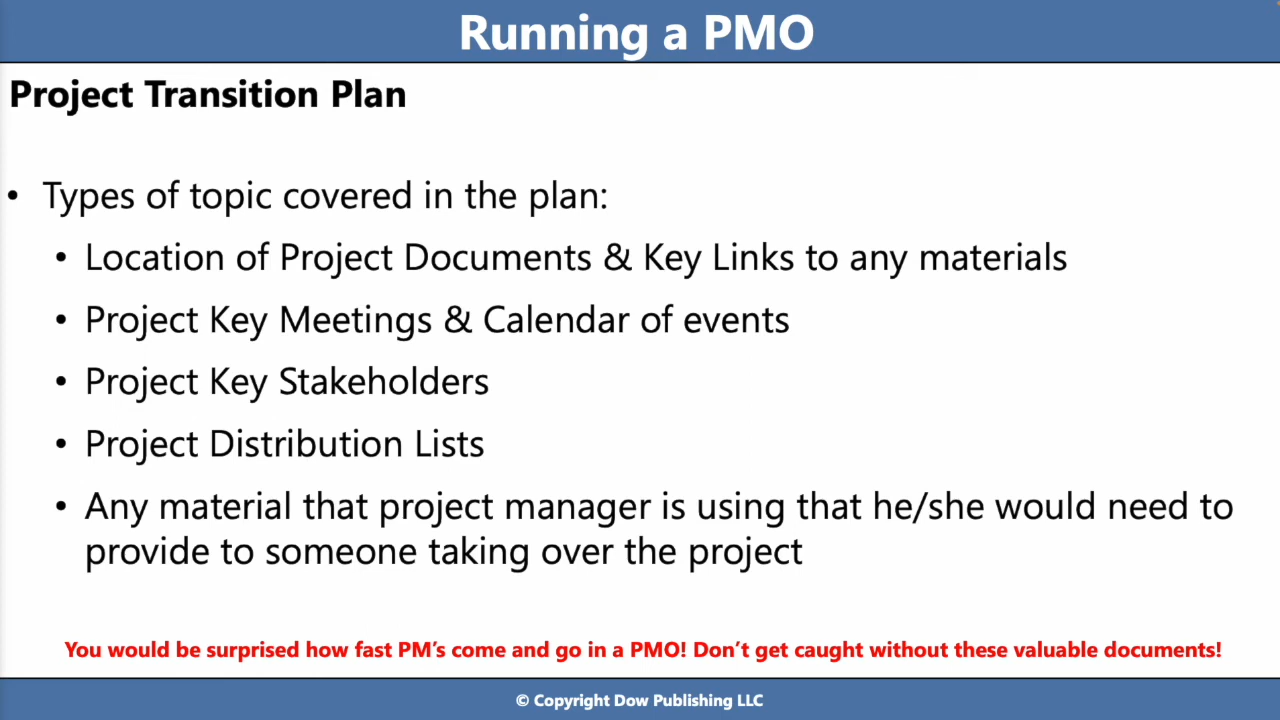 Running a PMO
Project Transition Plan
• Types of topic covered in the plan:
• Location of Project Documents & Key Links to any materials
• Project Key Meetings & Calendar of events
• Project Key Stakeholders
• Project Distribution Lists
• Any material that project manager is using that he/she would need to
provide to someone taking over the project
You would be surprised how fast PM’s come and go in a PMO! Don’t get caught without these valuable documents!
© Copyright Dow Publishing LLC